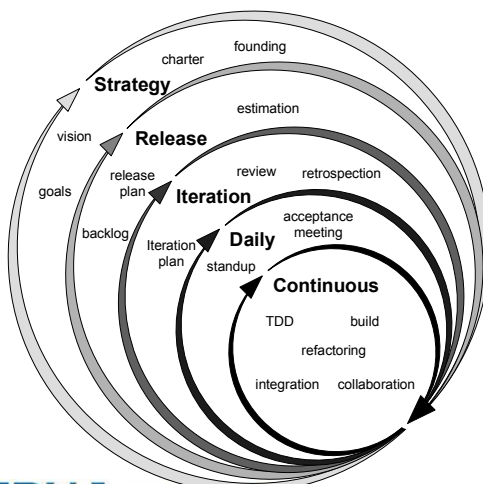 founding
charter
Strategy
estimation
vision
Release
release
plan
review
retrospection
goals
Iteration
acceptance
meeting
backlog
Daily
Iteration
plan
standup
Continuous
TDD
build
refactoring
integration
collaboration